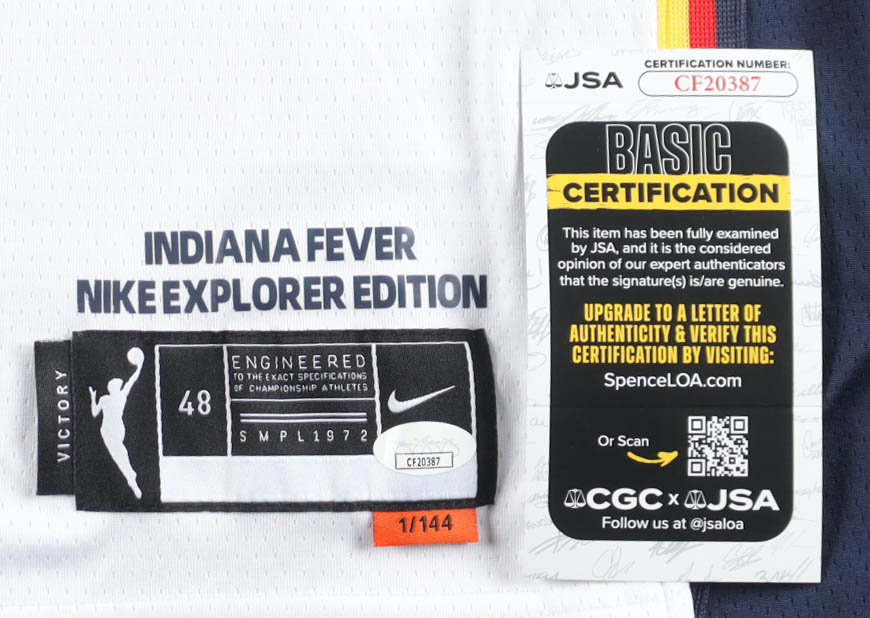 INDIANA FEVER
NIKE EXPLORER EDITION
VICTORY
48
ENGINEERED
TO THE EXACT SPECIFICATIONS
OF CHAMPIONSHIP ATHLETES
SMPL1972
CF20387
1/144
JSA
CERTIFICATION NUMBER:
CF20387
BASIC
CERTIFICATION
This item has been fully examined
by JSA, and it is the considered
opinion of our expert authenticators
that the signature(s) is/are genuine.
UPGRADE TO A LETTER OF
AUTHENTICITY & VERIFY THIS
CERTIFICATION BY VISITING:
SpenceLOA.com
Or Scan
CGC x JSA
Follow us at @jsaloa